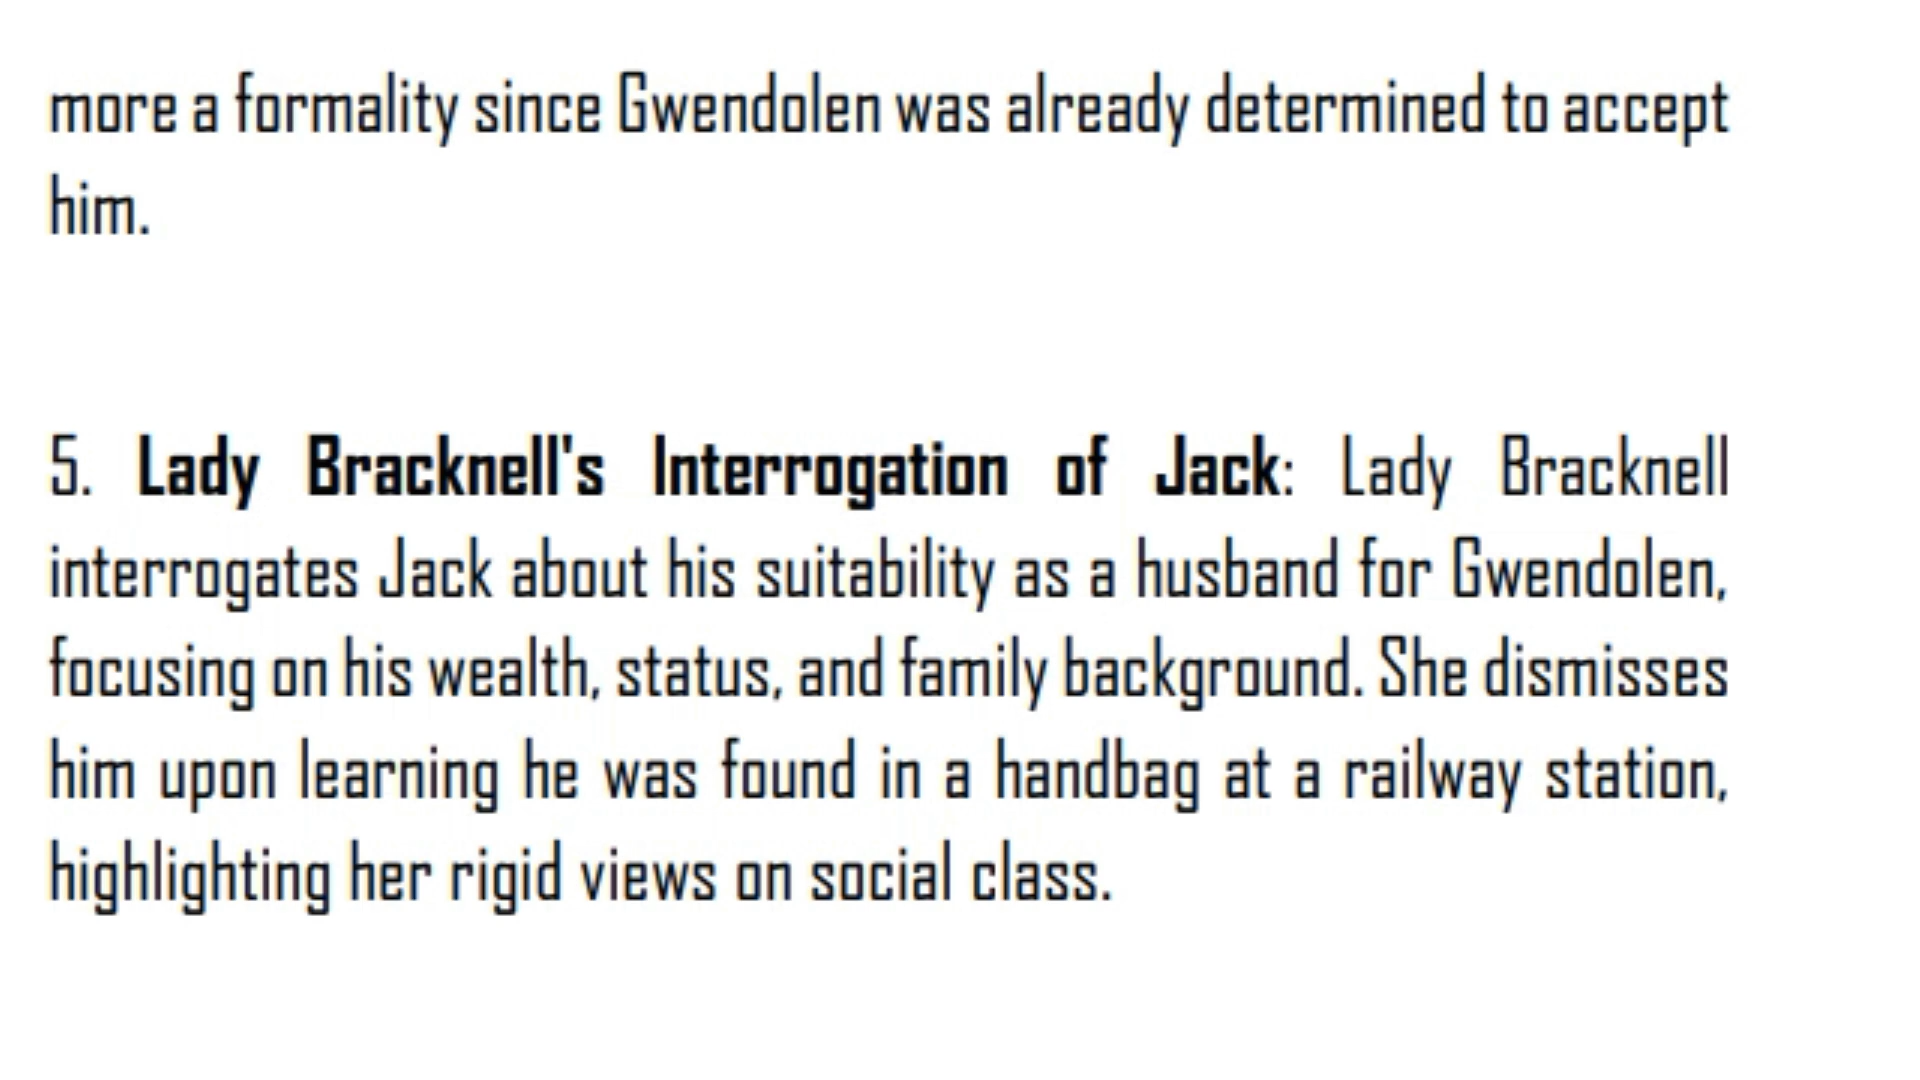 more a formality since Gwendolen was already determined to accept
him.
5. Lady Bracknell's Interrogation of Jack: Lady Bracknell
interrogates Jack about his suitability as a husband for Gwendolen,
focusing on his wealth, status, and family background. She dismisses
him upon learning he was found in a handbag at a railway station,
highlighting her rigid views on social class.